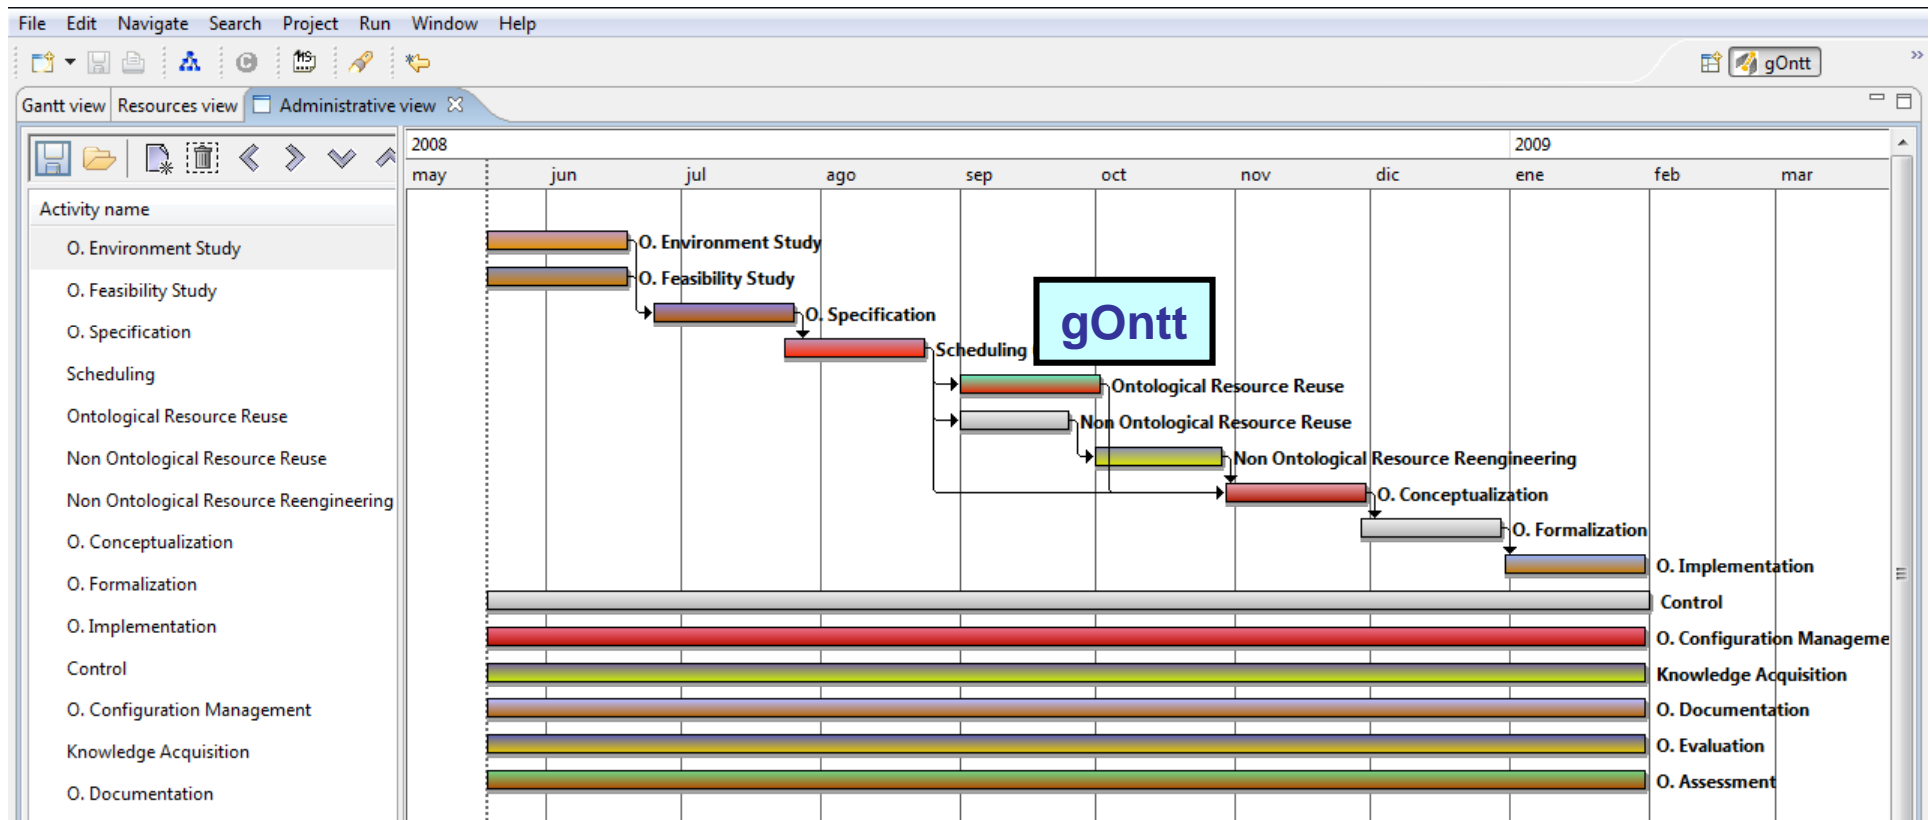 File Edit Navigate Search Project Run Window Help
gOntt
Gantt view Resources view Administrative view
2008 2009
may jun jul ago sep oct nov dic ene feb mar
Activity name
O. Environment Study
O. Feasibility Study
O. Specification
Scheduling
Ontological Resource Reuse
Non Ontological Resource Reuse
Non Ontological Resource Reengineering
O. Conceptualization
O. Formalization
O. Implementation
Control
O. Configuration Management
Knowledge Acquisition
O. Documentation
O. Environment Study
O. Feasibility Study
O. Specification
gOntt
Scheduling
Ontological Resource Reuse
Non Ontological Resource Reuse
Non Ontological Resource Reengineering
O. Conceptualization
O. Formalization
O. Implementation
Control
O. Configuration Manageme
Knowledge Acquisition
O. Documentation
O. Evaluation
O. Assessment